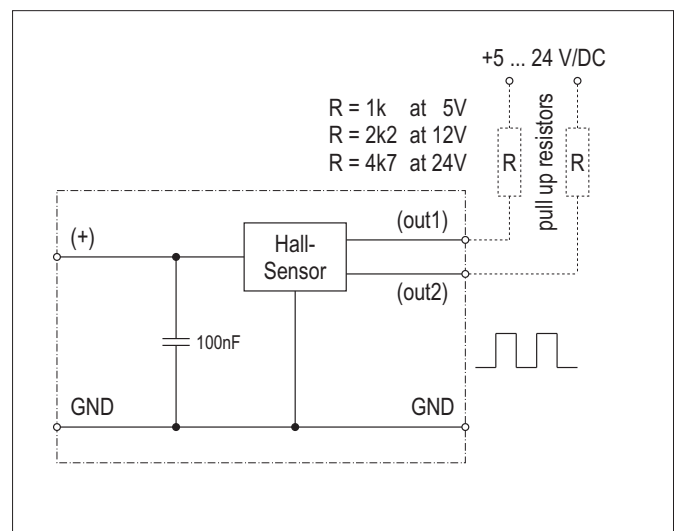 +5 ... 24 V/DC
R = 1k at 5V
R = 2k2 at 12V
R = 4k7 at 24V
R
pull up resistors
R
(+)
Hall-
Sensor
(out1)
(out2)
100nF
GND
GND